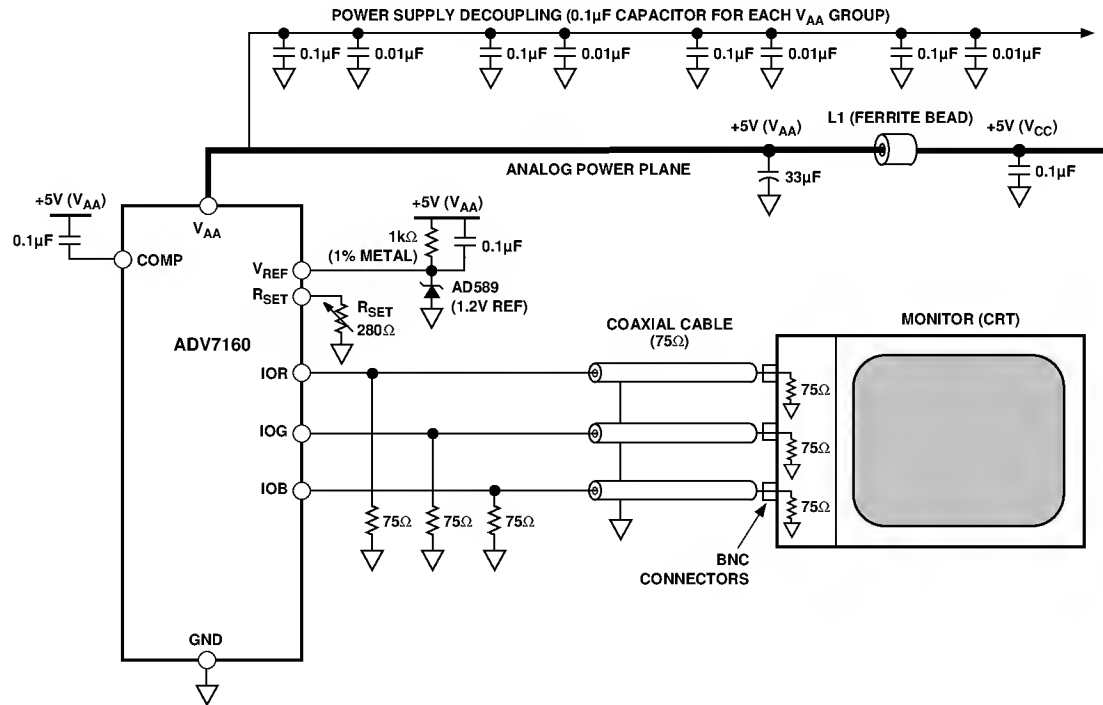 POWER SUPPLY DECOUPLING (0.1µF CAPACITOR FOR EACH VAA GROUP)
0.1µF
0.01µF
0.1µF
0.01µF
0.1µF
0.01µF
0.1µF
0.01µF
L1 (FERRITE BEAD)
+5V (VAA)
+5V (VCC)
ANALOG POWER PLANE
33µF
0.1µF
+5V (VAA)
0.1µF
COMP
VAA
+5V (VAA)
1kΩ
(1% METAL)
0.1µF
VREF
AD589
(1.2V REF)
RSET
RSET
280Ω
ADV7160
COAXIAL CABLE
(75Ω)
MONITOR (CRT)
IOR
75Ω
IOG
75Ω
IOB
75Ω
75Ω
75Ω
75Ω
BNC
CONNECTORS
GND